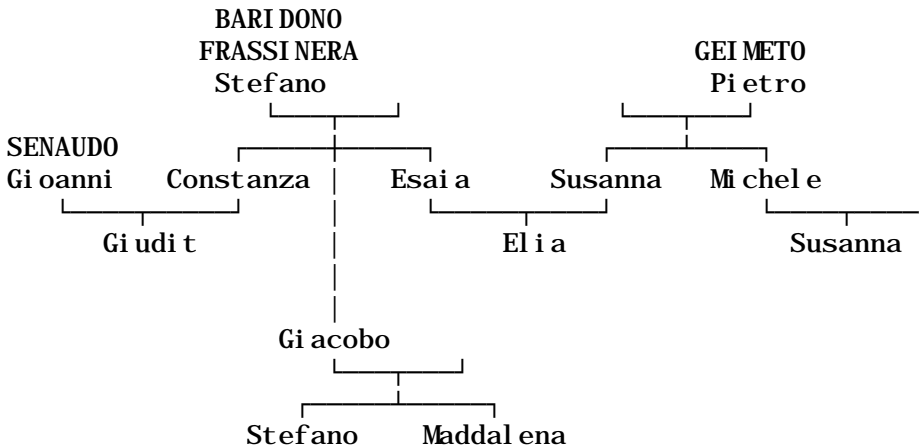 BARIDONO
FRASSINERA GEIMETO
Stefano Pietro
SENAUDO
Gioanni Constanza Esaia Susanna Michele
Giudit Elia Susanna
Giacobo
Stefano Maddalena